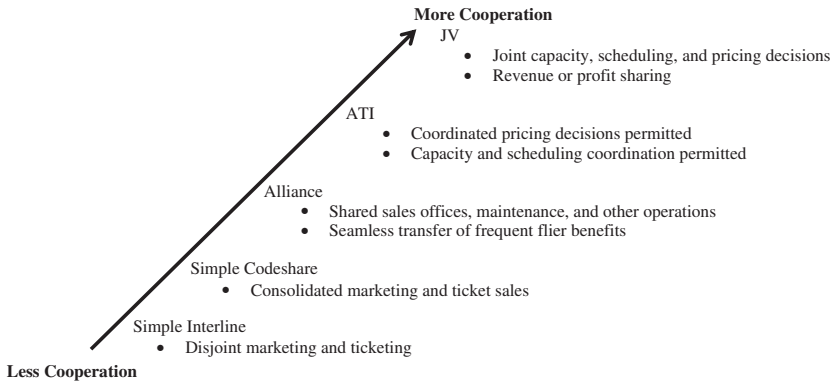 More Cooperation
JV
• Joint capacity, scheduling, and pricing decisions
• Revenue or profit sharing
ATI
• Coordinated pricing decisions permitted
• Capacity and scheduling coordination permitted
Alliance
• Shared sales offices, maintenance, and other operations
• Seamless transfer of frequent flier benefits
Simple Codeshare
• Consolidated marketing and ticket sales
Simple Interline
• Disjoint marketing and ticketing
Less Cooperation